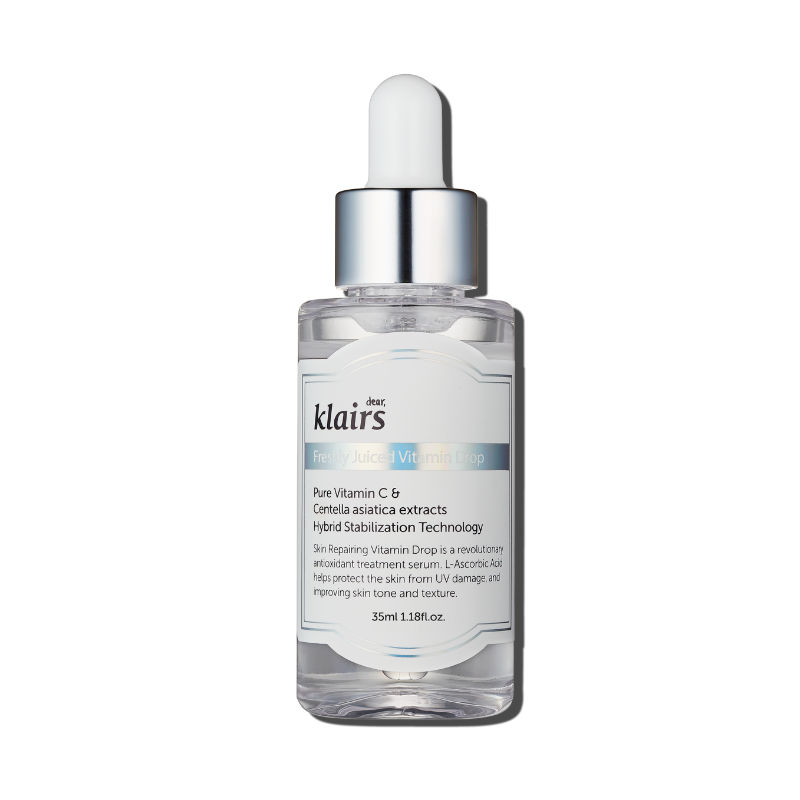 dear,
klairs
Freshly Juiced Vitamin Drop
Pure Vitamin C &
Centella asiatica extracts
Hybrid Stabilization Technology
Skin Repairing Vitamin Drop is a revolutionary
antioxidant treatment serum. L-Ascorbic Acid
helps protect the skin from UV damage, and
improving skin tone and texture.
35ml 1.18fl.oz.